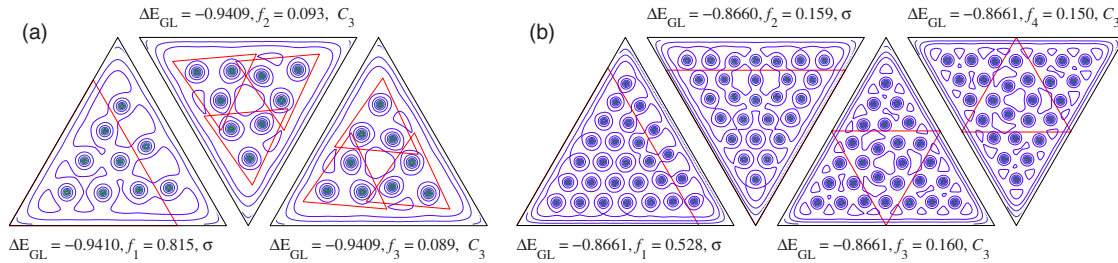 (a)
ΔE_GL = −0.9409, f_2 = 0.093, C_3
ΔE_GL = −0.9410, f_1 = 0.815, σ
ΔE_GL = −0.9409, f_3 = 0.089, C_3
(b)
ΔE_GL = −0.8660, f_2 = 0.159, σ
ΔE_GL = −0.8661, f_4 = 0.150, C_3
ΔE_GL = −0.8661, f_1 = 0.528, σ
ΔE_GL = −0.8661, f_3 = 0.160, C_3